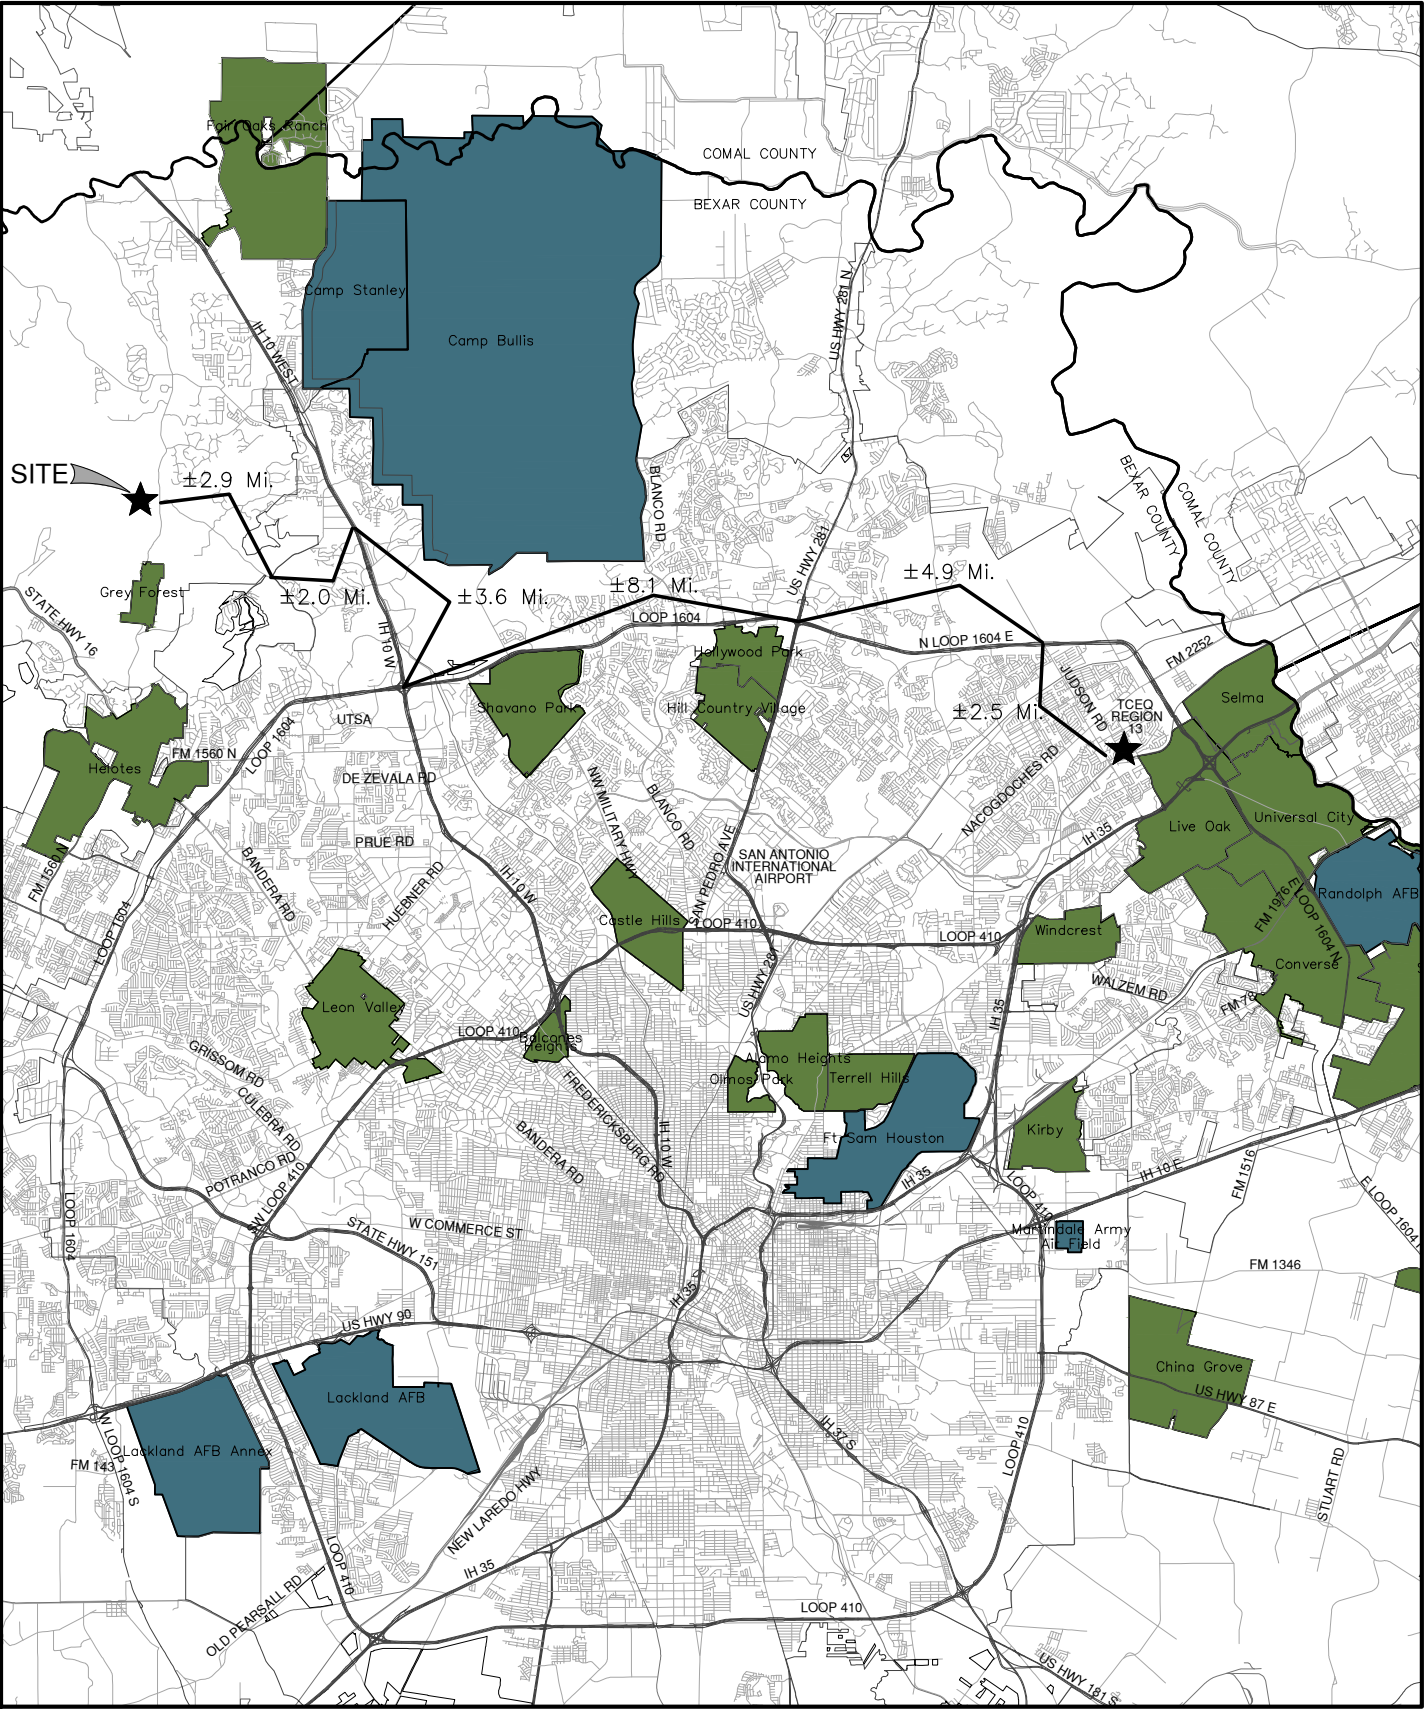 Fair Oaks Ranch
COMAL COUNTY
BEXAR COUNTY
Camp Stanley
Camp Bullis
IH 10 WEST
US HWY 281 N
SITE
±2.9 Mi.
BLANCO RD
BEXAR COUNTY
COMAL COUNTY
US HWY 281
±4.9 Mi.
±8.1 Mi.
±2.0 Mi.
±3.6 Mi.
Grey Forest
STATE HWY 16
LOOP 1604
IH 10 W
N LOOP 1604 E
FM 2252
Hollywood Park
JUDSON RD
Selma
Shavano Park
Hill Country Village
±2.5 Mi.
TCEQ
REGION
13
UTSA
LOOP 1604
FM 1560 N
Helotes
DE ZEVALA RD
NW MILITARY HWY
BLANCO RD
NACOGDOCHES RD
Live Oak
Universal City
PRUE RD
IH 35
SAN PEDRO AVE
SAN ANTONIO
INTERNATIONAL
AIRPORT
FM 1560 N
BANDERA RD
HUEBNER RD
IH 10 W
Randolph AFB
FM 1976
E LOOP 1604 N
Castle Hills
LOOP 410
LOOP 410
Windcrest
LOOP 1604
Converse
US HWY 281
WALZEM RD
FM 78
Leon Valley
IH 35
LOOP 410
Balcones
Heights
GRISSOM RD
Alamo Heights
Olmos Park
Terrell Hills
CULEBRA RD
FREDERICKSBURG RD
BANDERA RD
IH 10 W
Ft Sam Houston
Kirby
POTRANCO RD
IH 35
IH 10 E
FM 1516
LOOP 410
E LOOP 1604
LOOP 1604
SW LOOP 410
STATE HWY 151
W COMMERCE ST
Martindale Army
Air Field
FM 1346
IH 35
US HWY 90
China Grove
US HWY 87 E
Lackland AFB
W LOOP 1604 S
Lackland AFB Annex
FM 143
IH 37 S
LOOP 410
STUART RD
NEW LAREDO HWY
IH 35
LOOP 410
OLD PEARSALL RD
LOOP 410
US HWY 181 S